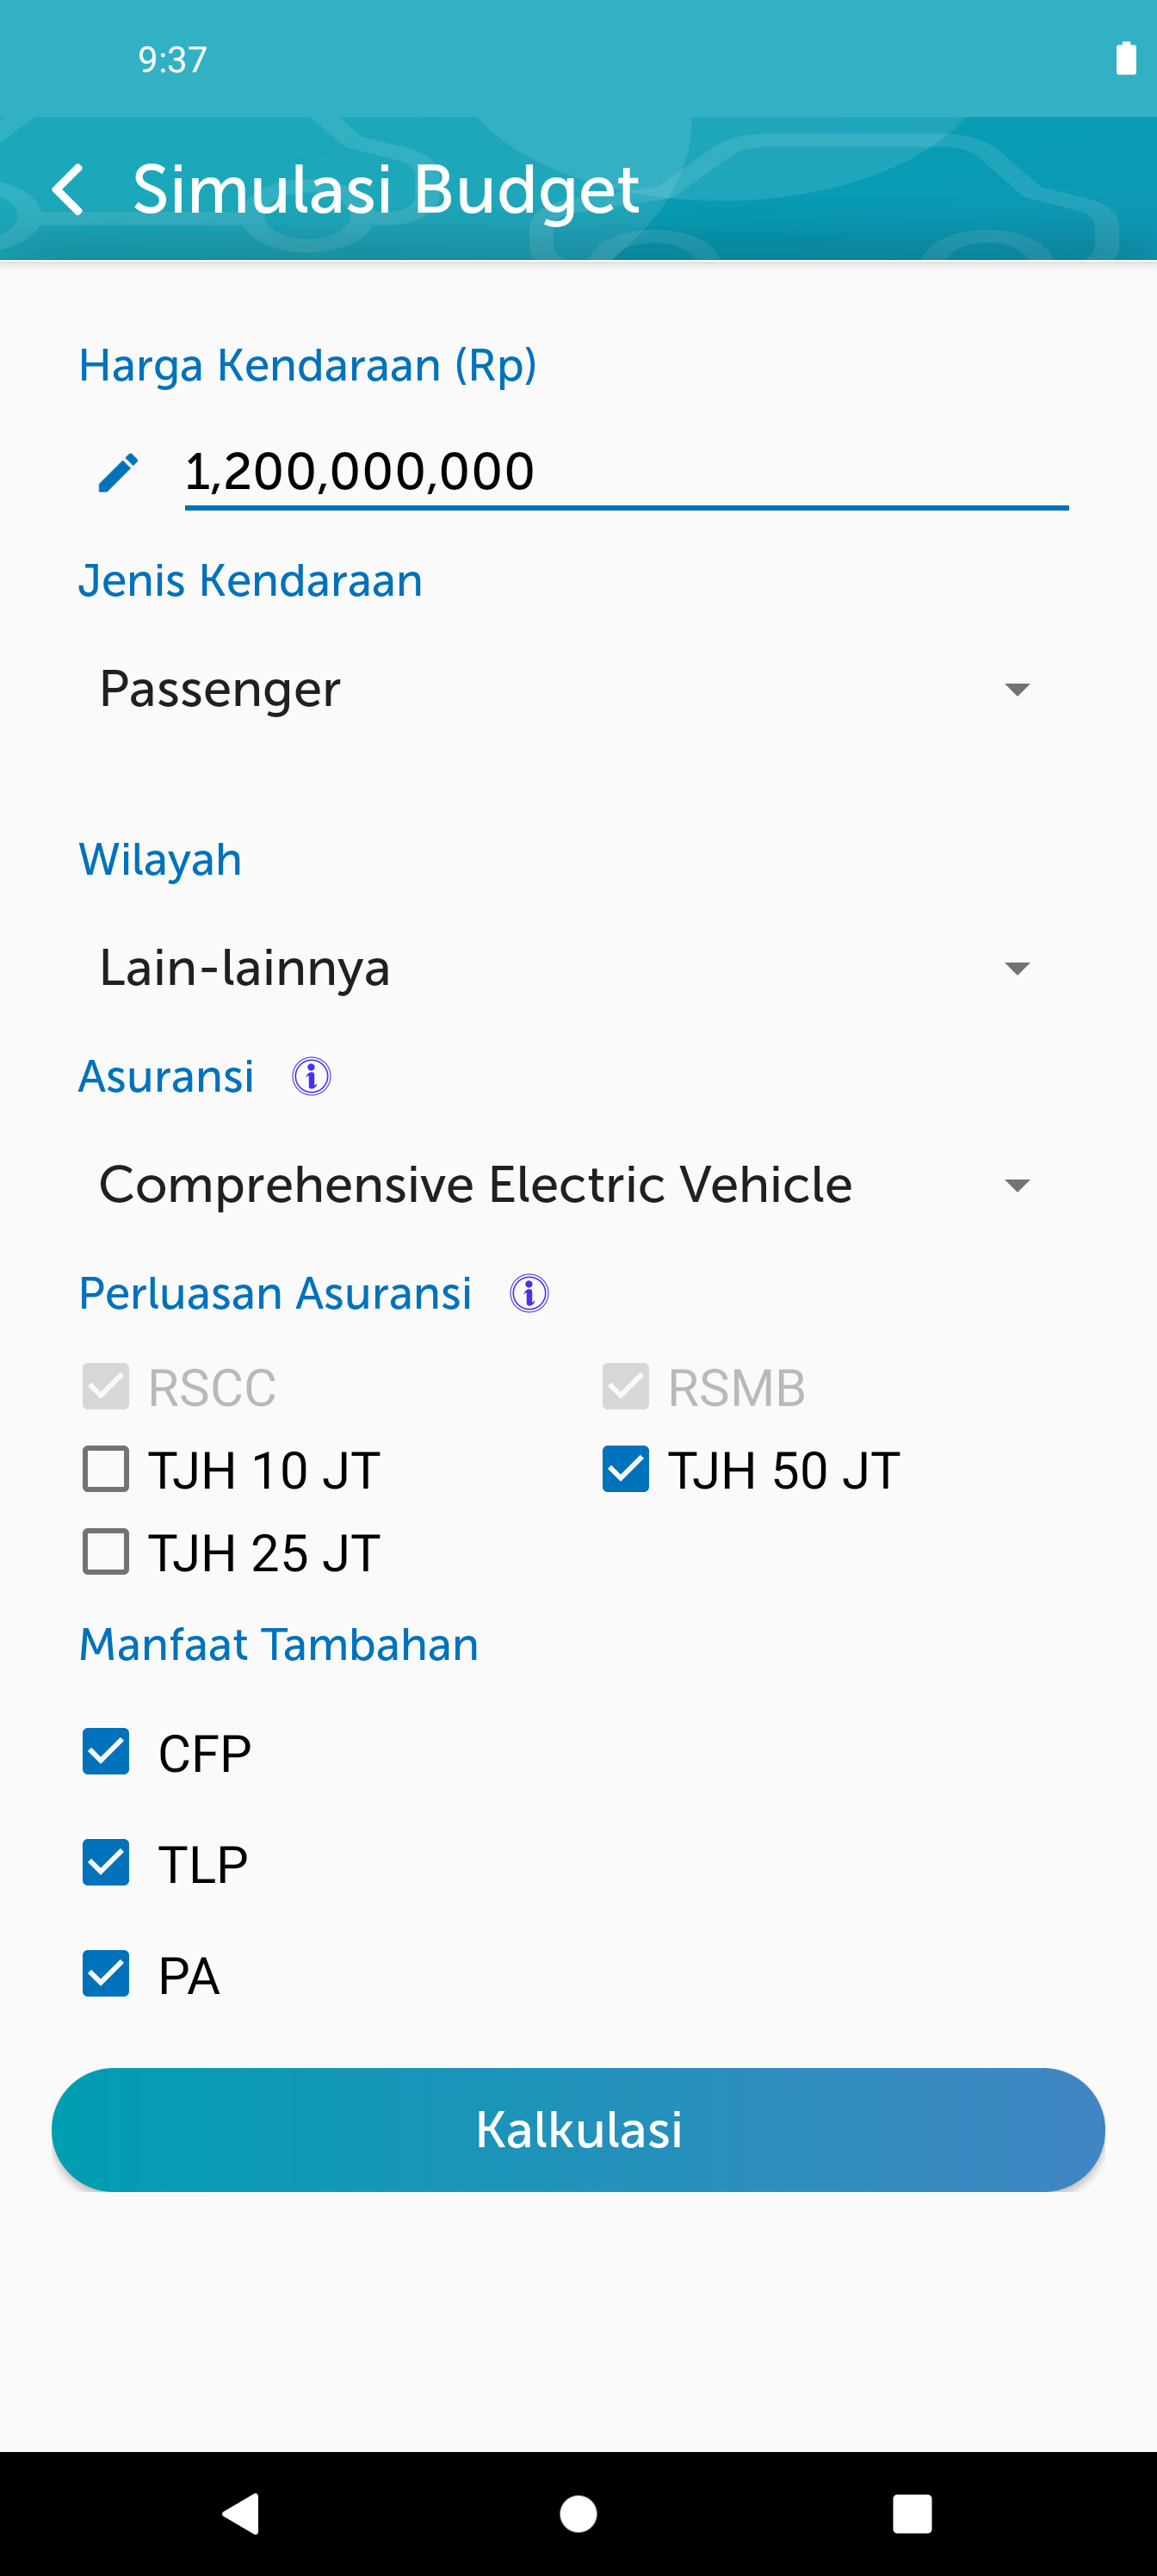 9:37
Simulasi Budget
Harga Kendaraan (Rp)
1,200,000,000
Jenis Kendaraan
Passenger
Wilayah
Lain-lainnya
Asuransi
Comprehensive Electric Vehicle
Perluasan Asuransi
RSCC RSMB
TJH 10 JT TJH 50 JT
TJH 25 JT
Manfaat Tambahan
CFP
TLP
PA
Kalkulasi